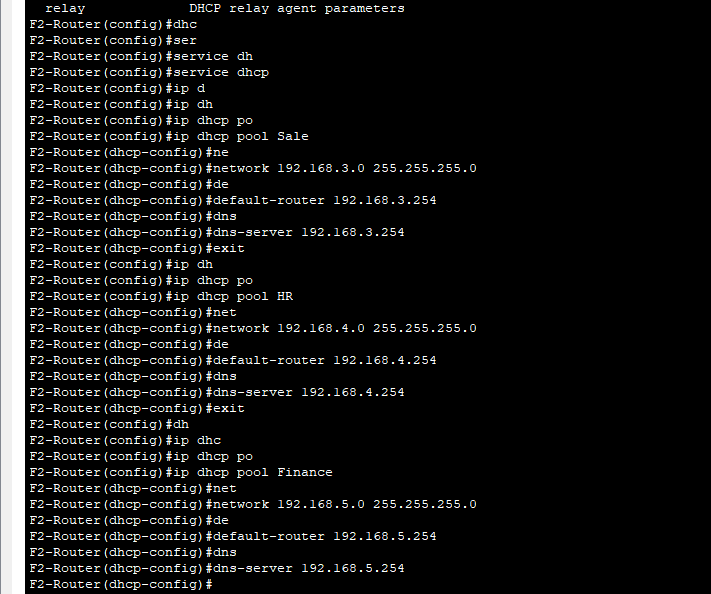 relay             DHCP relay agent parameters
F2-Router(config)#dhc
F2-Router(config)#ser
F2-Router(config)#service dh
F2-Router(config)#service dhcp
F2-Router(config)#ip d
F2-Router(config)#ip dh
F2-Router(config)#ip dhcp po
F2-Router(config)#ip dhcp pool Sale
F2-Router(dhcp-config)#ne
F2-Router(dhcp-config)#network 192.168.3.0 255.255.255.0
F2-Router(dhcp-config)#de
F2-Router(dhcp-config)#default-router 192.168.3.254
F2-Router(dhcp-config)#dns
F2-Router(dhcp-config)#dns-server 192.168.3.254
F2-Router(dhcp-config)#exit
F2-Router(config)#ip dh
F2-Router(config)#ip dhcp po
F2-Router(config)#ip dhcp pool HR
F2-Router(dhcp-config)#net
F2-Router(dhcp-config)#network 192.168.4.0 255.255.255.0
F2-Router(dhcp-config)#de
F2-Router(dhcp-config)#default-router 192.168.4.254
F2-Router(dhcp-config)#dns
F2-Router(dhcp-config)#dns-server 192.168.4.254
F2-Router(dhcp-config)#exit
F2-Router(config)#dh
F2-Router(config)#ip dhc
F2-Router(config)#ip dhcp po
F2-Router(config)#ip dhcp pool Finance
F2-Router(dhcp-config)#net
F2-Router(dhcp-config)#network 192.168.5.0 255.255.255.0
F2-Router(dhcp-config)#de
F2-Router(dhcp-config)#default-router 192.168.5.254
F2-Router(dhcp-config)#dns
F2-Router(dhcp-config)#dns-server 192.168.5.254
F2-Router(dhcp-config)#